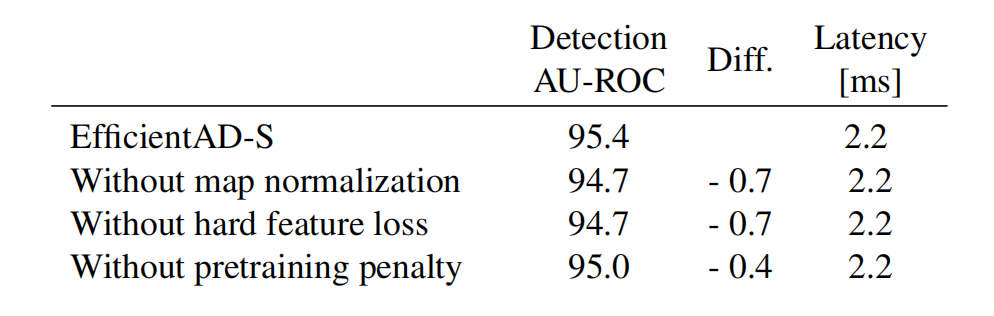 Detection AU-ROC Diff. Latency [ms]
EfficientAD-S 95.4 2.2
Without map normalization 94.7 - 0.7 2.2
Without hard feature loss 94.7 - 0.7 2.2
Without pretraining penalty 95.0 - 0.4 2.2